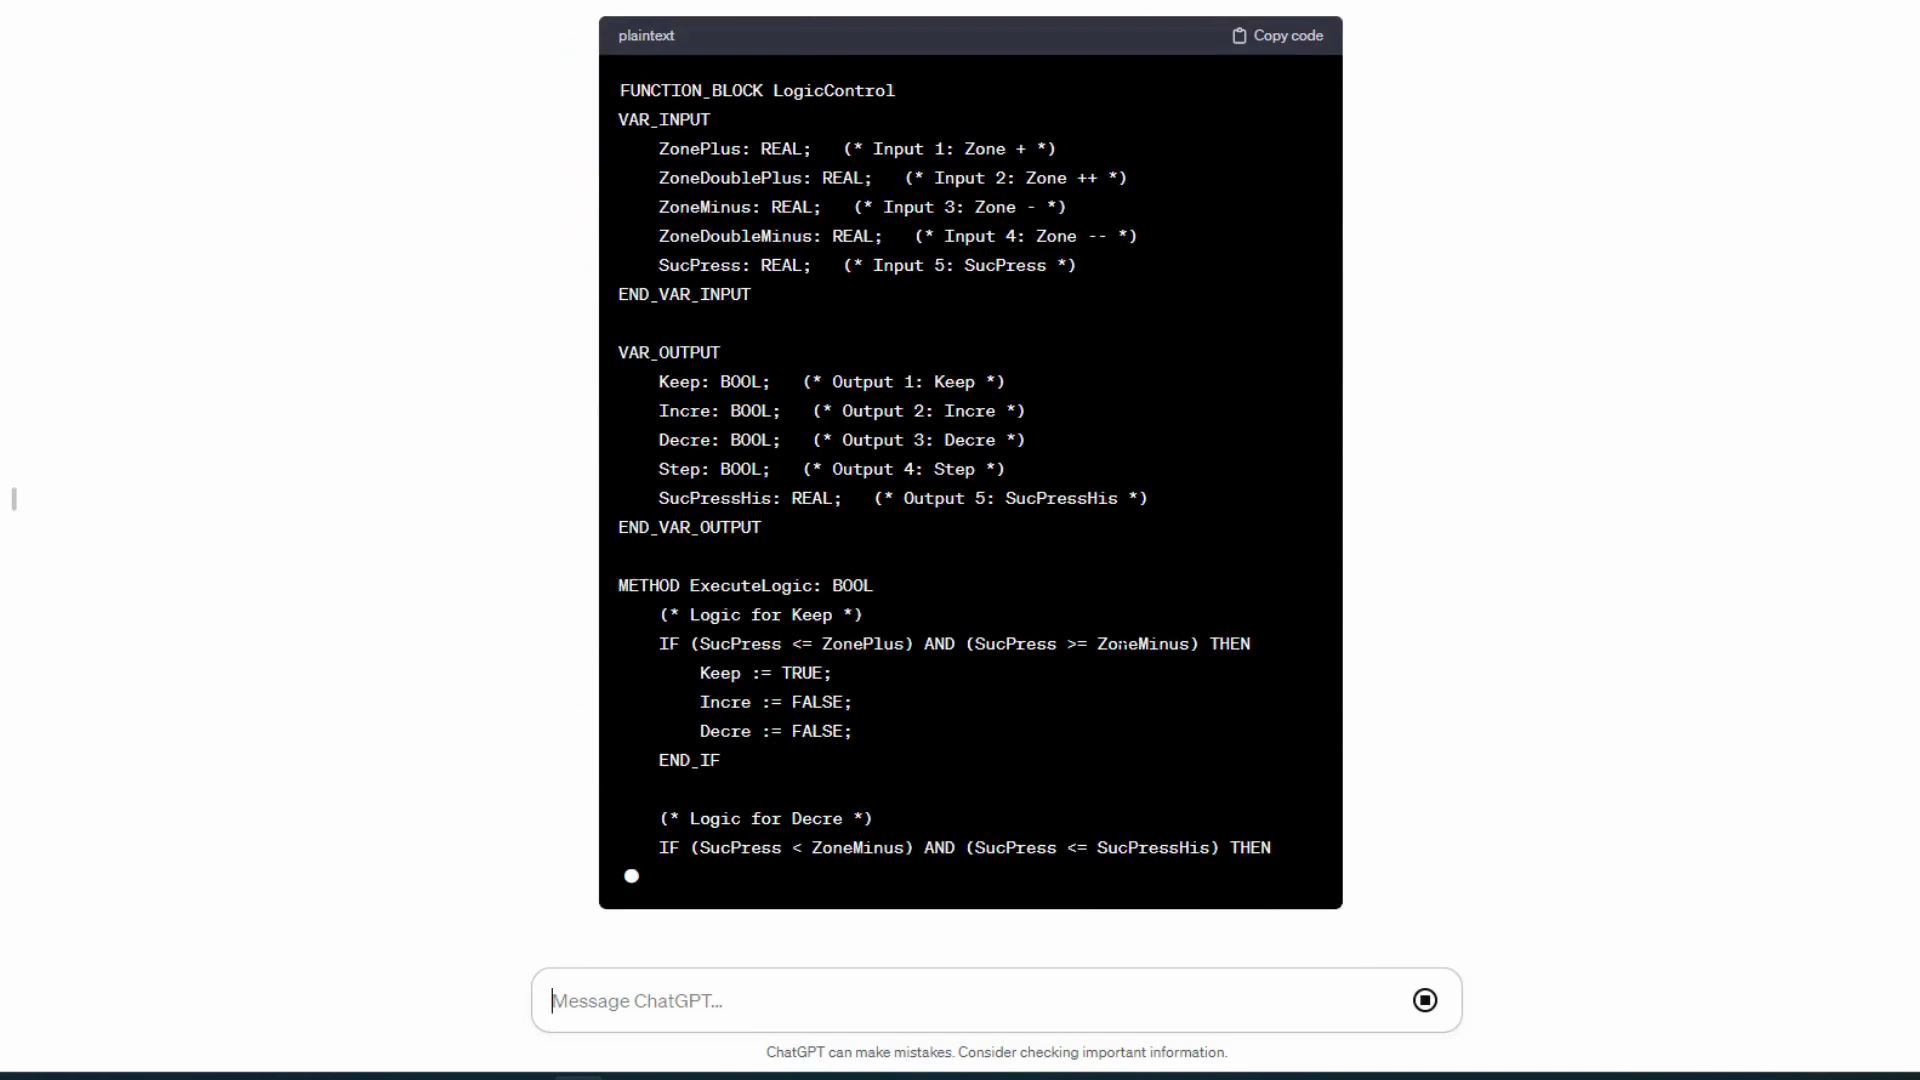 plaintext
Copy code
FUNCTION_BLOCK LogicControl
VAR_INPUT
    ZonePlus: REAL;   (* Input 1: Zone + *)
    ZoneDoublePlus: REAL;   (* Input 2: Zone ++ *)
    ZoneMinus: REAL;   (* Input 3: Zone - *)
    ZoneDoubleMinus: REAL;   (* Input 4: Zone -- *)
    SucPress: REAL;   (* Input 5: SucPress *)
END_VAR_INPUT

VAR_OUTPUT
    Keep: BOOL;   (* Output 1: Keep *)
    Incre: BOOL;   (* Output 2: Incre *)
    Decre: BOOL;   (* Output 3: Decre *)
    Step: BOOL;   (* Output 4: Step *)
    SucPressHis: REAL;   (* Output 5: SucPressHis *)
END_VAR_OUTPUT

METHOD ExecuteLogic: BOOL
    (* Logic for Keep *)
    IF (SucPress <= ZonePlus) AND (SucPress >= ZoneMinus) THEN
        Keep := TRUE;
        Incre := FALSE;
        Decre := FALSE;
    END_IF

    (* Logic for Decre *)
    IF (SucPress < ZoneMinus) AND (SucPress <= SucPressHis) THEN
Message ChatGPT...
ChatGPT can make mistakes. Consider checking important information.